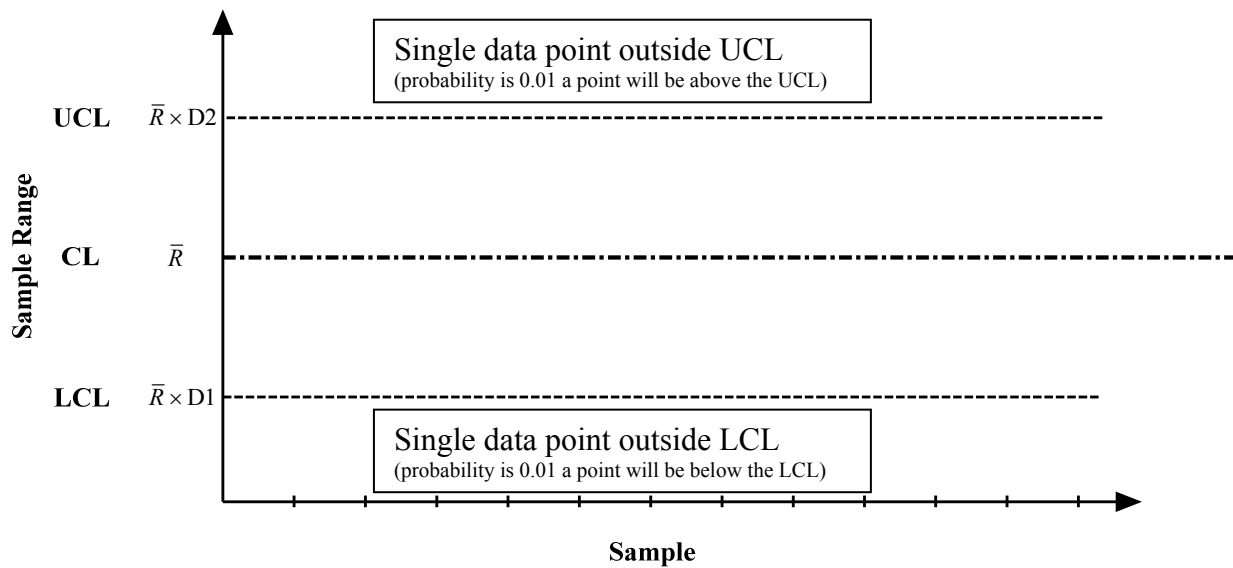 Single data point outside UCL
(probability is 0.01 a point will be above the UCL)
UCL R̄ × D2
Sample Range
CL R̄
LCL R̄ × D1
Single data point outside LCL
(probability is 0.01 a point will be below the LCL)
Sample